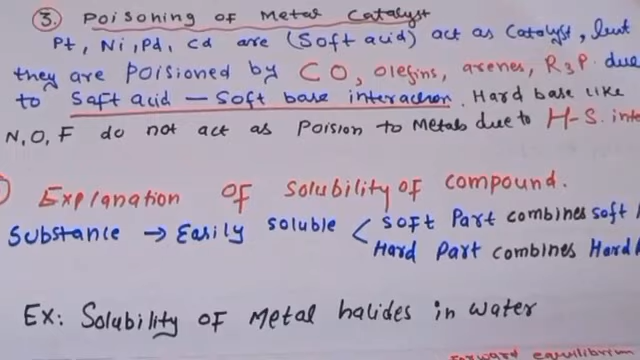 3. Poisoning of Metal Catalyst
Pt, Ni, Pd, Cd are (Soft acid) act as Catalyst, but
they are poisioned by CO, olefins, arenes, R3P due
to Saft acid – Soft base interaction. Hard base like
N, O, F do not act as Poision to Metals due to H-S. inte
Explanation of solubility of compound.
Substance → Easily soluble < Soft Part combines soft
Hard Part combines Hard
Ex: Solubility of Metal halides in water
forward equilibrium